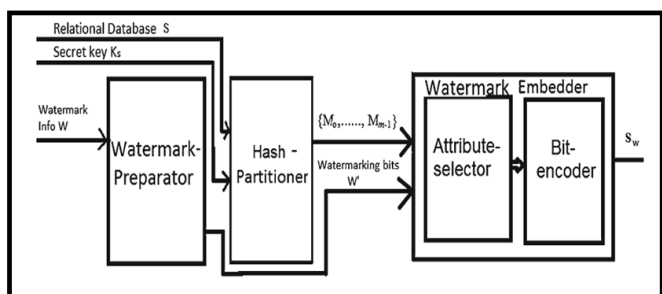 Relational Database S
Secret key Ks
Watermark
Info W
Watermark-
Preparator
Hash -
Partitioner
{Mo,......, Mm-1}
Watermarking bits
W'
Watermark Embedder
Attribute-
selector
Bit-
encoder
Sw